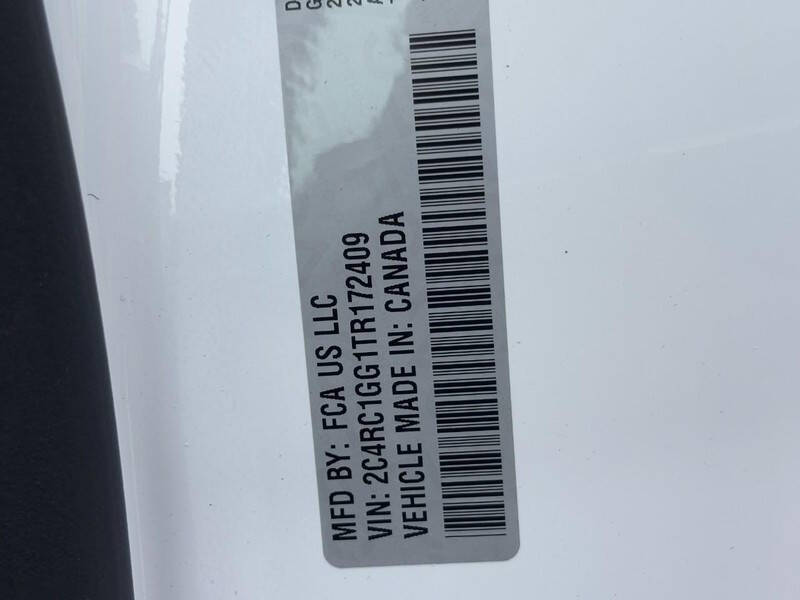 MFD BY: FCA US LLC
VIN: 2C4RC1GG1TR172409
VEHICLE MADE IN: CANADA